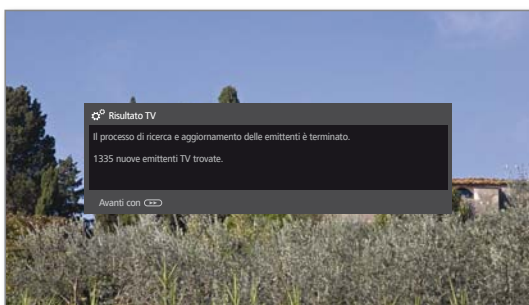 Risultato TV
Il processo di ricerca e aggiornamento delle emittenti è terminato.
1335 nuove emittenti TV trovate.
Avanti con